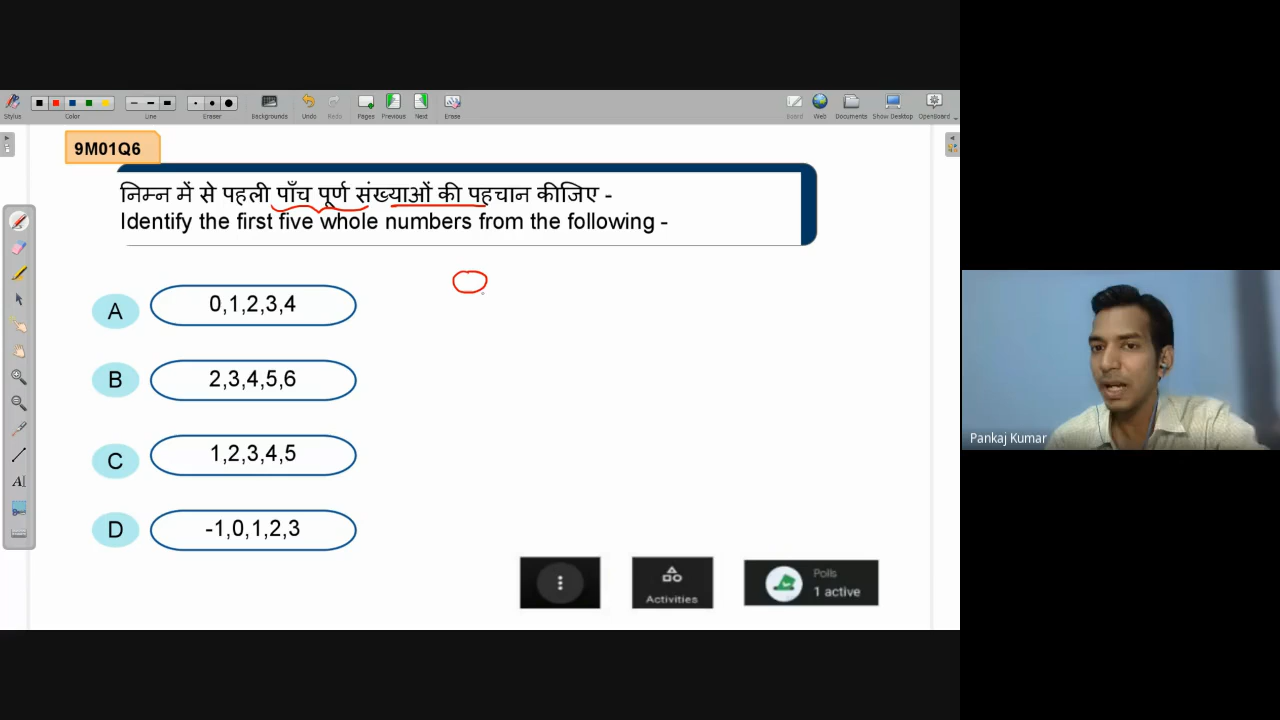 Stylus
Color
Line
Eraser
Backgrounds
Undo
Redo
Pages
Previous
Next
Erase
Board
Web
Documents
Show Desktop
OpenBoard
9M01Q6
निम्न में से पहली पाँच पूर्ण संख्याओं की पहचान कीजिए -
Identify the first five whole numbers from the following -
A 0,1,2,3,4
B 2,3,4,5,6
C 1,2,3,4,5
D -1,0,1,2,3
Activities
Polls
1 active
Pankaj Kumar